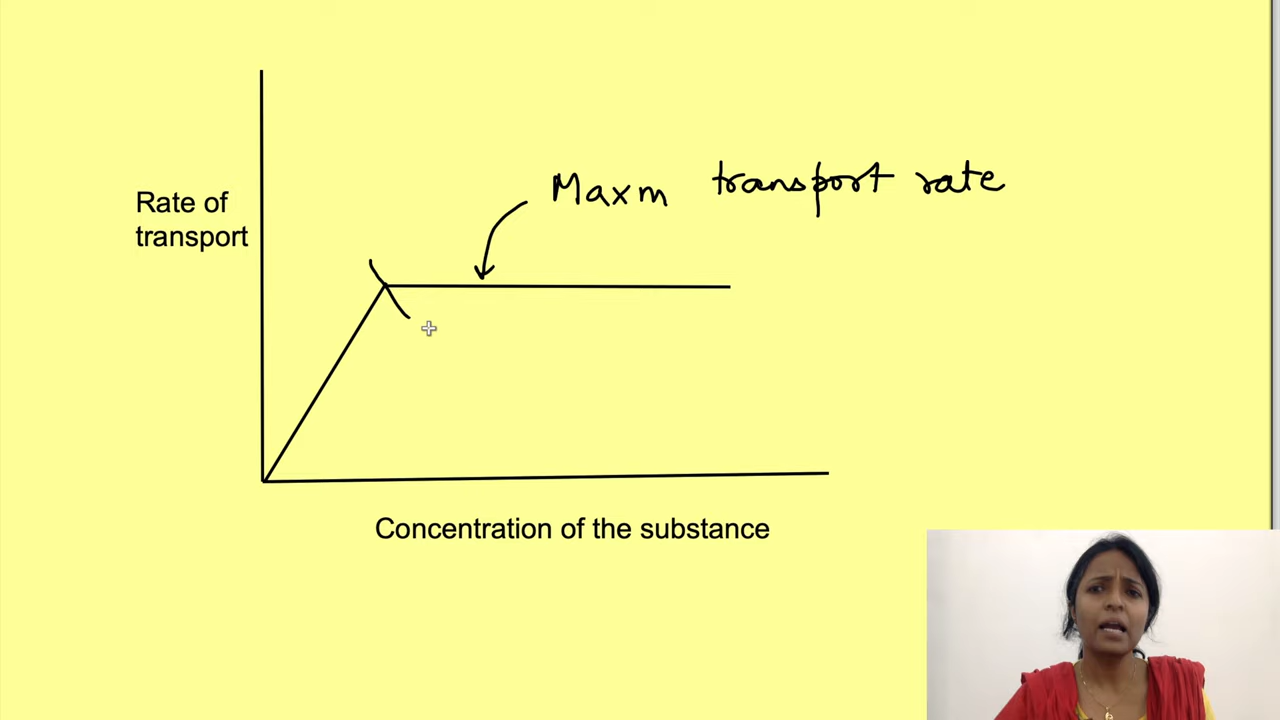 Maxm transport rate
Rate of
transport
Concentration of the substance